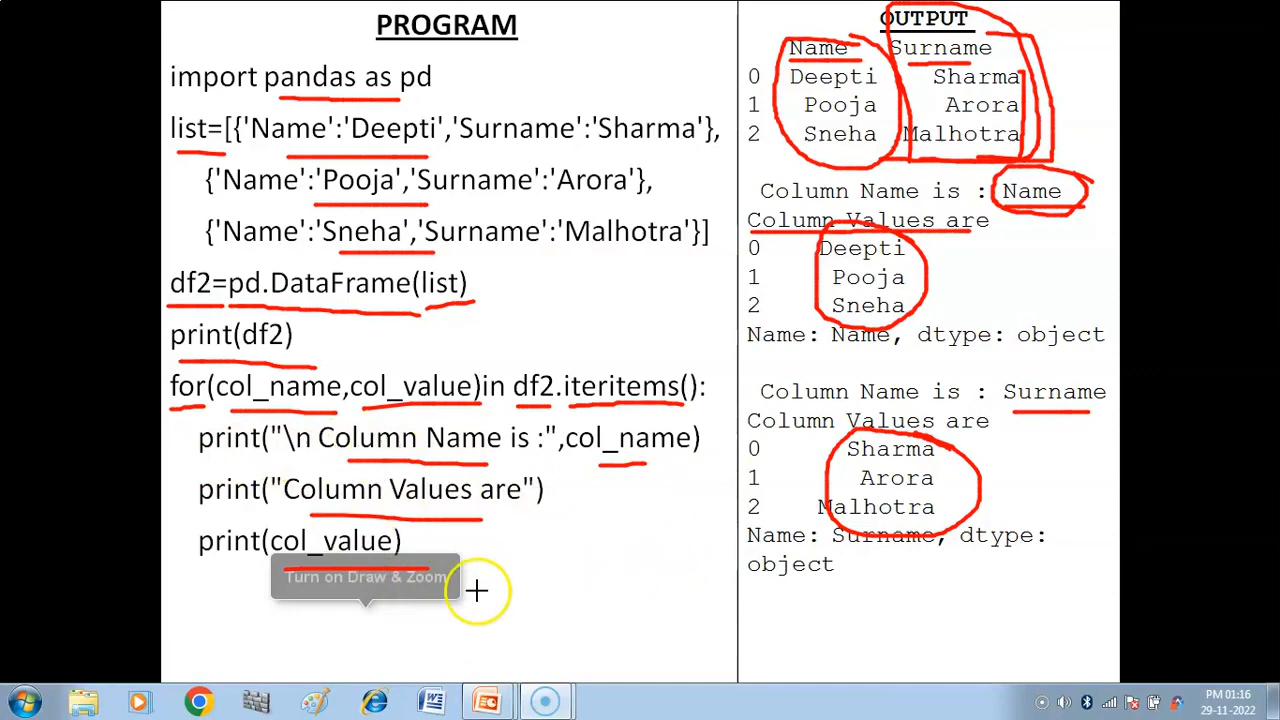 PROGRAM
import pandas as pd
list=[{'Name':'Deepti','Surname':'Sharma'},
{'Name':'Pooja','Surname':'Arora'},
{'Name':'Sneha','Surname':'Malhotra'}]
df2=pd.DataFrame(list)
print(df2)
for(col_name,col_value)in df2.iteritems():
print("\n Column Name is :",col_name)
print("Column Values are")
print(col_value)
Turn on Draw & Zoom
OUTPUT
Name Surname
0 Deepti Sharma
1 Pooja Arora
2 Sneha Malhotra
Column Name is : Name
Column Values are
0 Deepti
1 Pooja
2 Sneha
Name: Name, dtype: object
Column Name is : Surname
Column Values are
0 Sharma
1 Arora
2 Malhotra
Name: Surname, dtype:
object
PM 01:16
29-11-2022